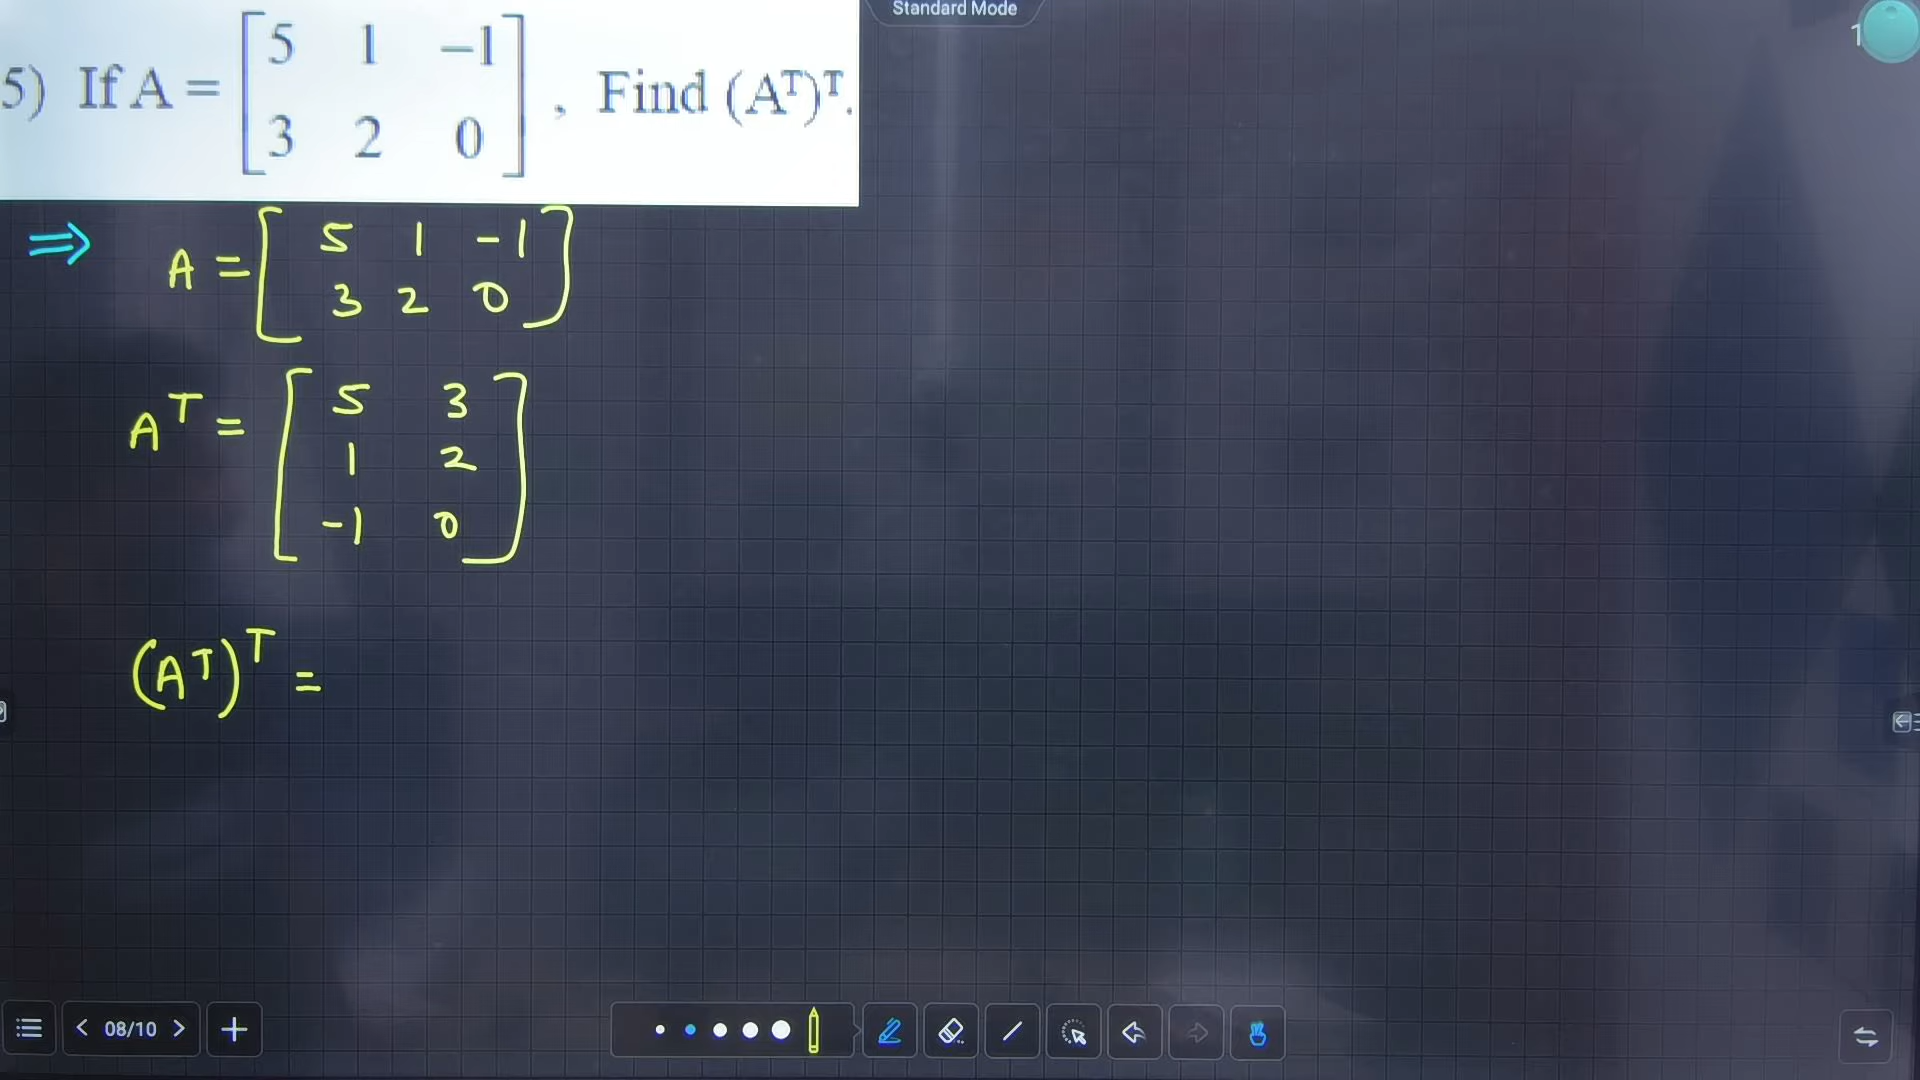 Standard Mode
1
5) If A = [5 1 −1
3 2 0], Find (Aᵀ)ᵀ.
⇒ A = [5 1 -1
3 2 0]
Aᵀ = [5 3
1 2
-1 0]
(Aᵀ)ᵀ =
08/10